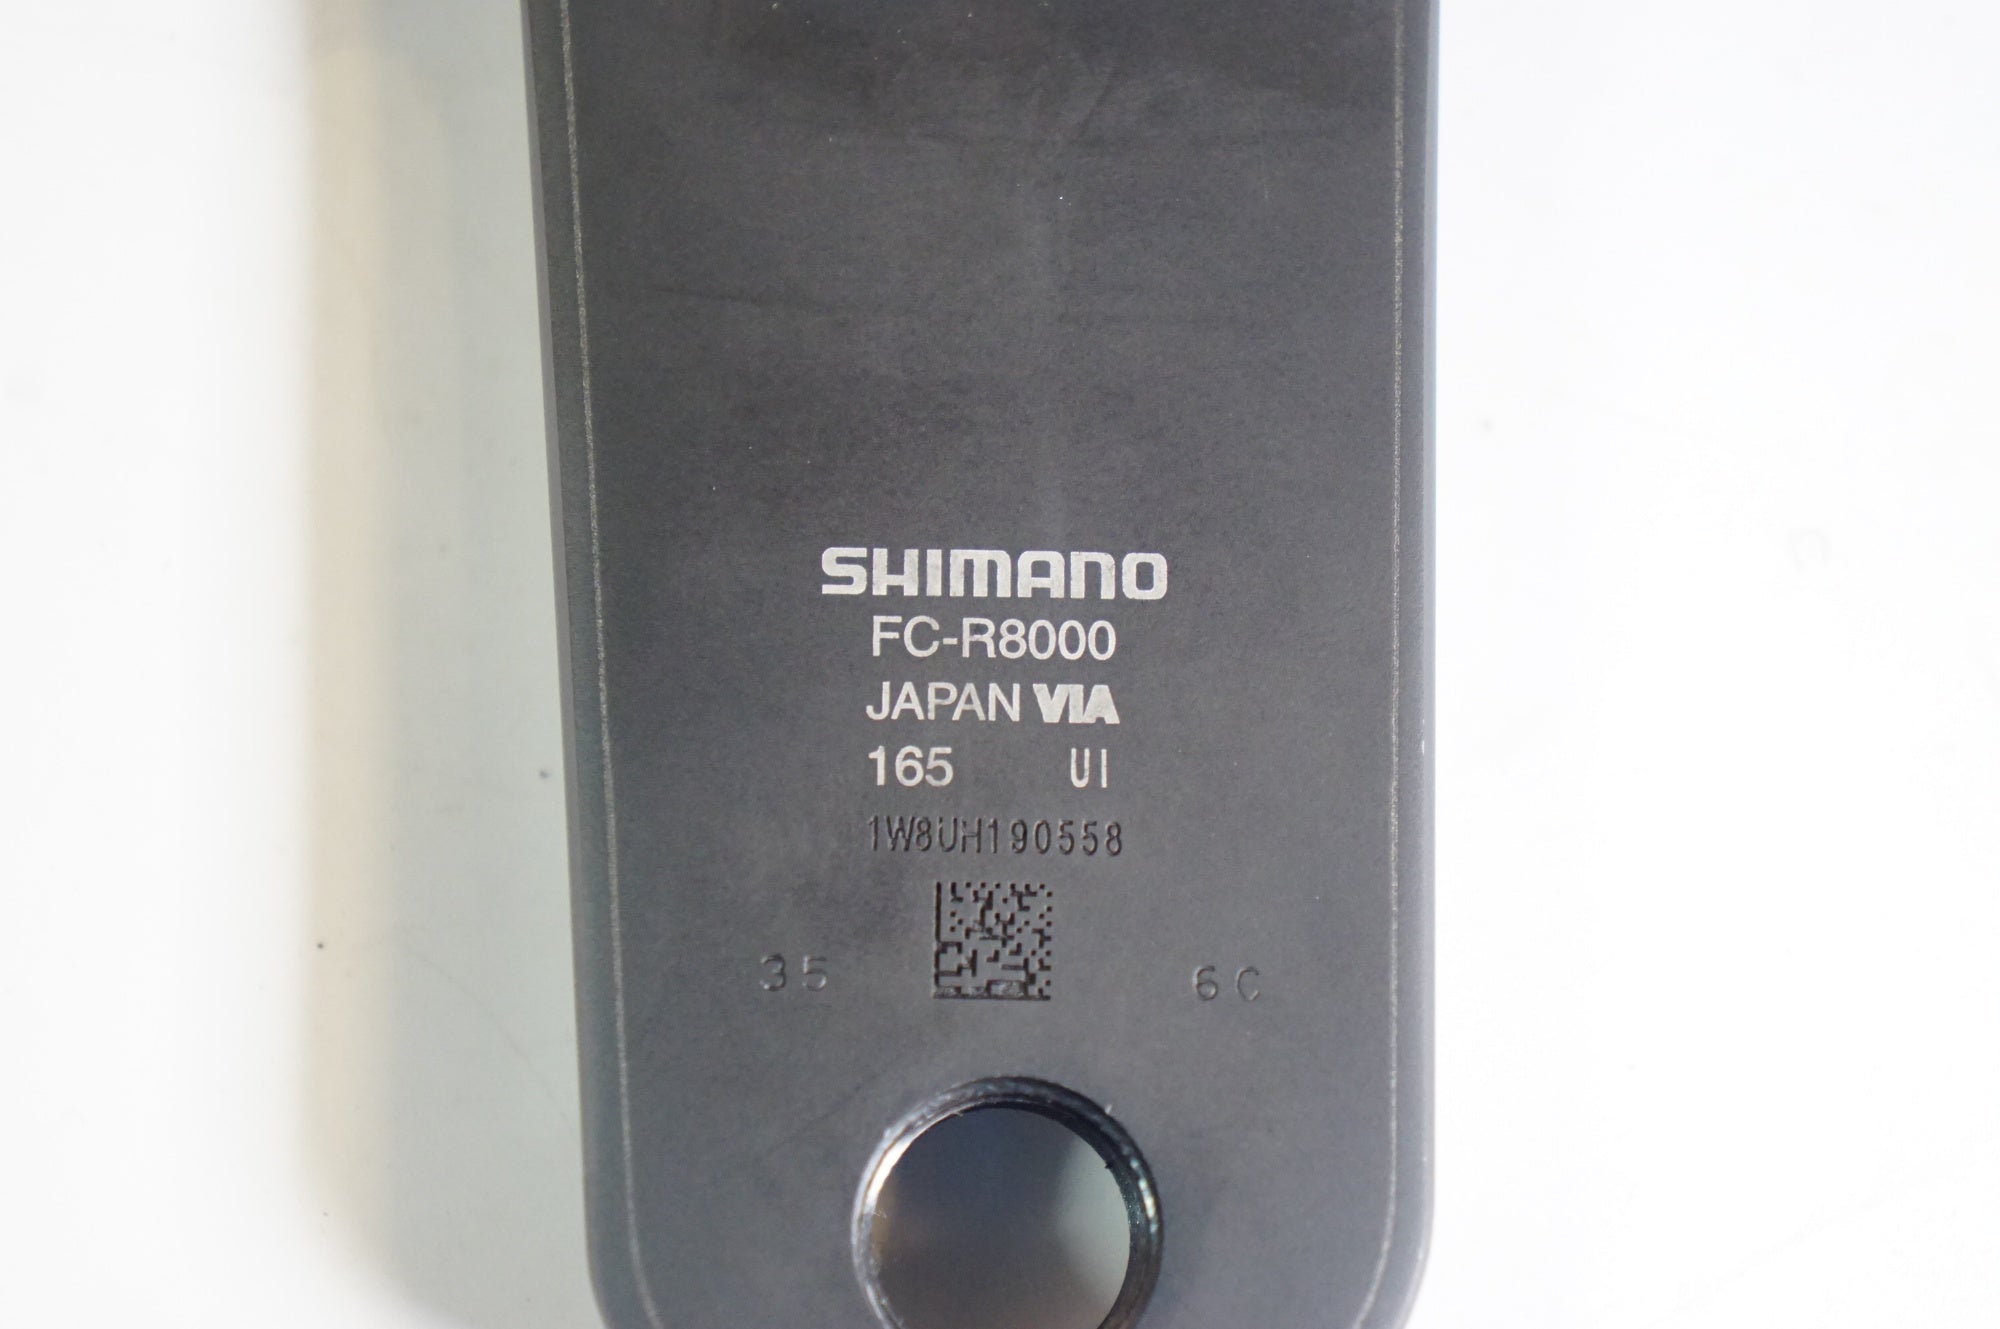 SHIMANO
FC-R8000
JAPAN VIA
165 UI
1W8UH190558
35 6C